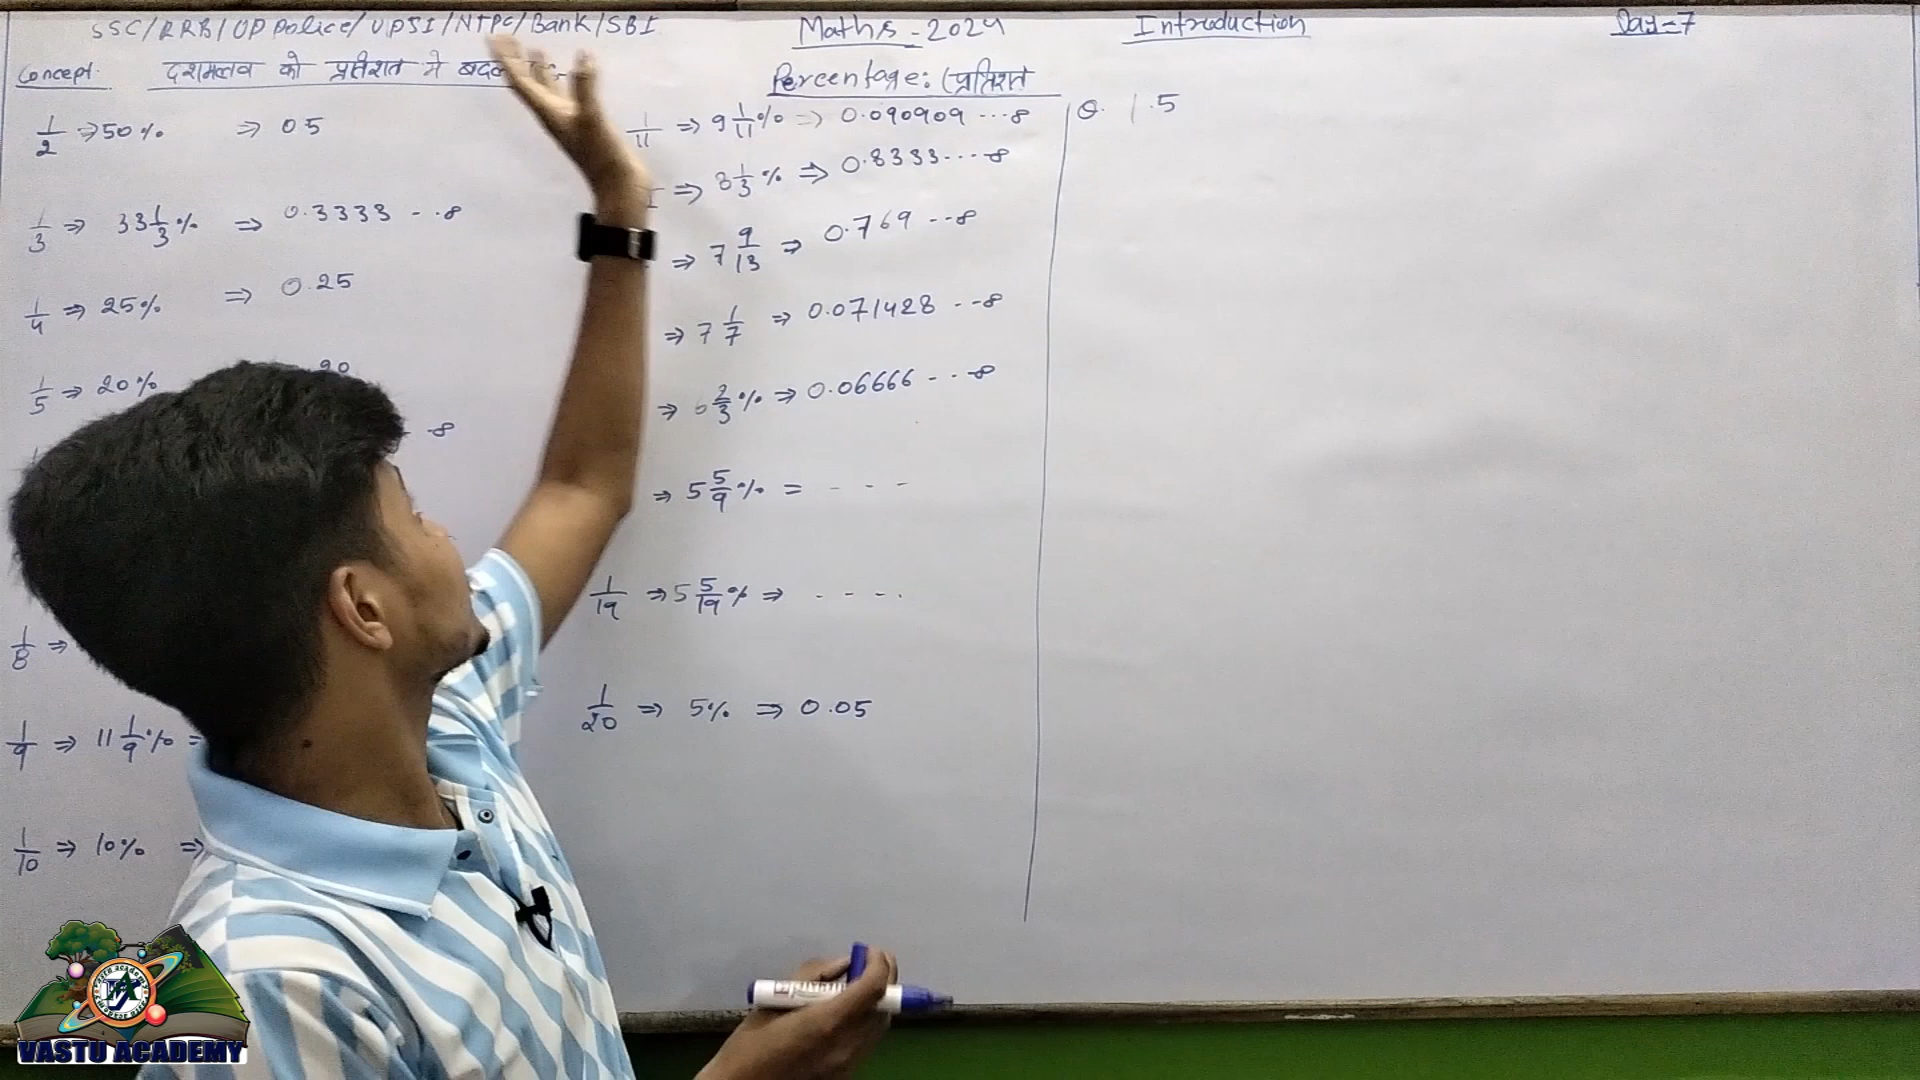 SSC/RRB/UP Police/UPSI/NTPC/Bank/SBI
Maths - 2024
Introduction
Day-7
Concept. दशमलव को प्रतिशत मे
Percentage: (प्रतिशत
1/2 ⇒ 50% ⇒ 0.5
1/3 ⇒ 33 1/3% ⇒ 0.3333 - - ∞
1/4 ⇒ 25% ⇒ 0.25
1/5 ⇒ 20% 20
- ∞
1/8 ⇒
1/9 ⇒ 11 1/9% =
1/10 ⇒ 10% ⇒
1/11 ⇒ 9 1/11% ⇒ 0.090909 --- ∞
⇒ 8 1/3% ⇒ 0.8333 --- ∞
⇒ 7 9/13 ⇒ 0.769 -- ∞
⇒ 7 1/7 ⇒ 0.071428 -- ∞
⇒ 6 2/3% ⇒ 0.06666 --- ∞
⇒ 5 5/9% = - - -
1/19 ⇒ 5 5/19% ⇒ - - - -
1/20 ⇒ 5% ⇒ 0.05
Q. 1.5
VASTU ACADEMY